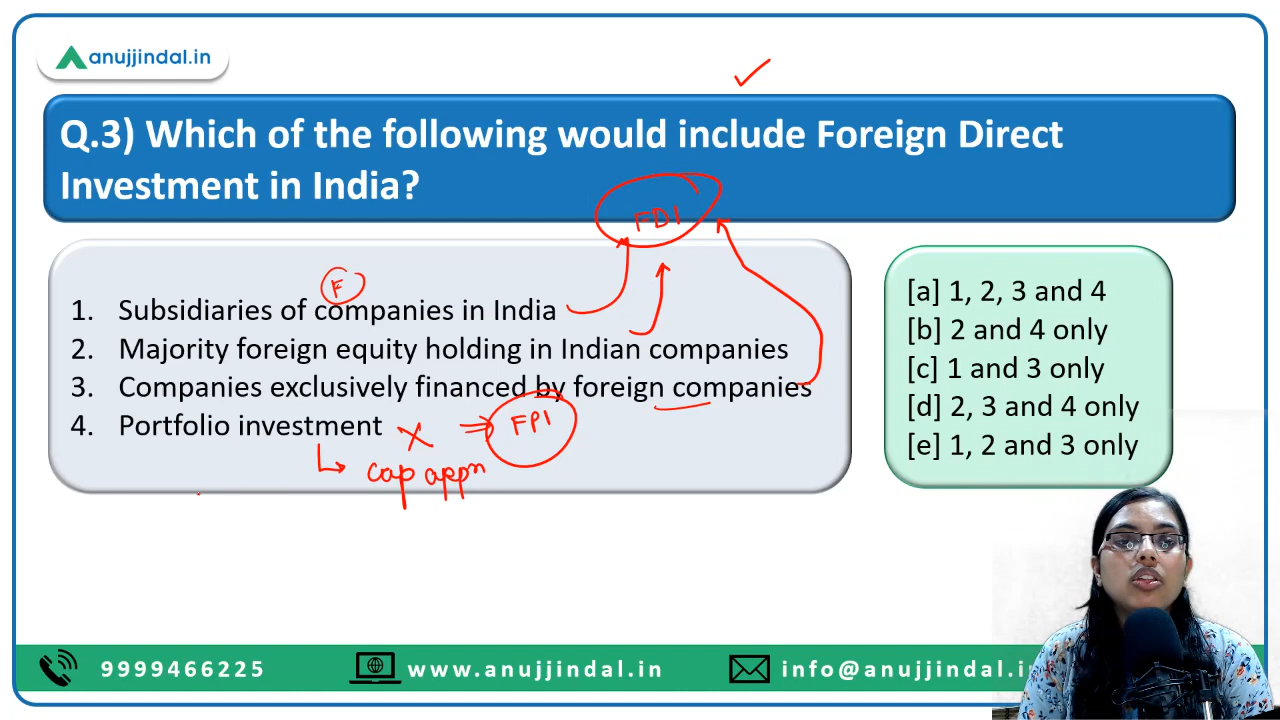 anujjindal.in
Q.3) Which of the following would include Foreign Direct
Investment in India?
FDI
F
1. Subsidiaries of companies in India
2. Majority foreign equity holding in Indian companies
3. Companies exclusively financed by foreign companies
4. Portfolio investment
FPI
cap appn
[a] 1, 2, 3 and 4
[b] 2 and 4 only
[c] 1 and 3 only
[d] 2, 3 and 4 only
[e] 1, 2 and 3 only
9999466225
www.anujjindal.in
info@anujjindal.i